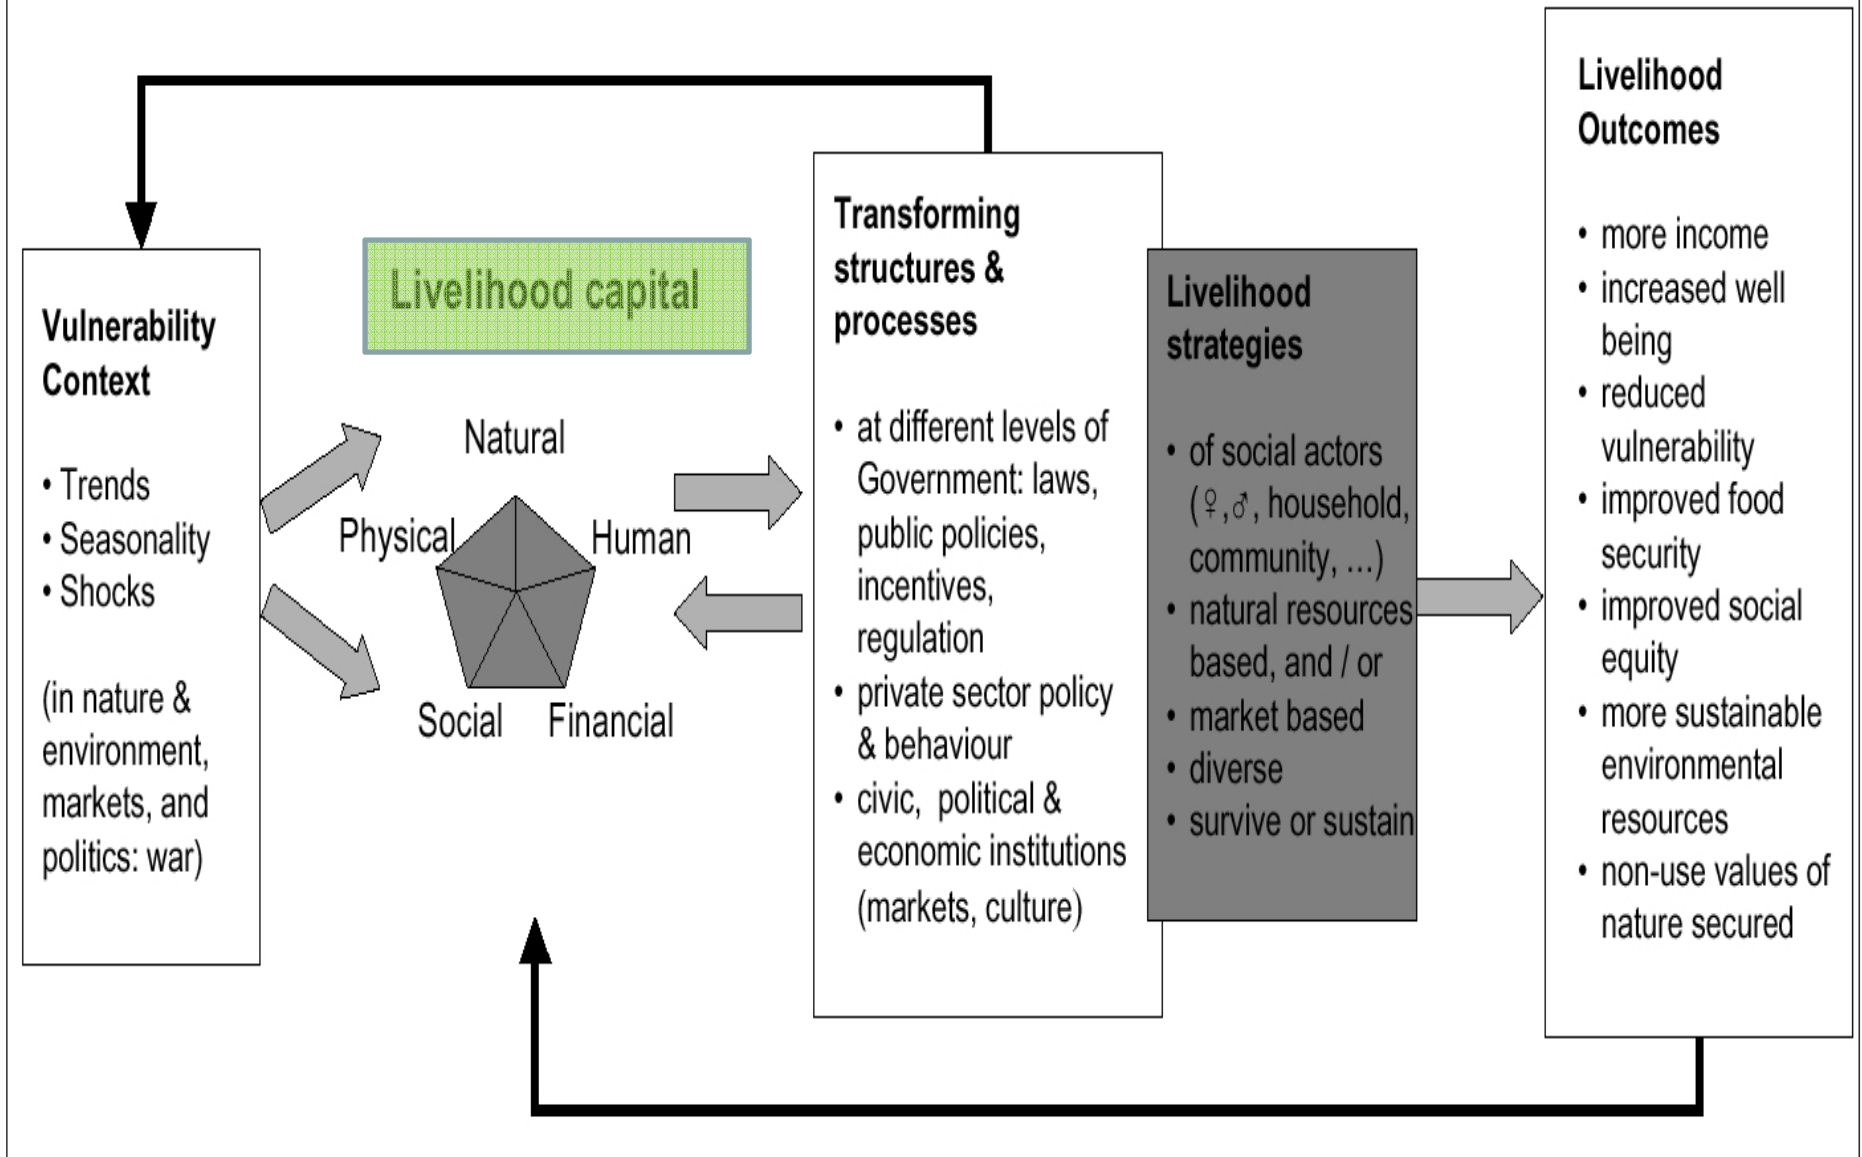 Vulnerability
Context
• Trends
• Seasonality
• Shocks
(in nature &
environment,
markets, and
politics: war)
Livelihood capital
Natural
Physical
Human
Social
Financial
Transforming
structures &
processes
• at different levels of
Government: laws,
public policies,
incentives,
regulation
• private sector policy
& behaviour
• civic,  political &
economic institutions
(markets, culture)
Livelihood
strategies
• of social actors
(♀,♂, household,
community, ...)
• natural resources
based, and / or
• market based
• diverse
• survive or sustain
Livelihood
Outcomes
• more income
• increased well
being
• reduced
vulnerability
• improved food
security
• improved social
equity
• more sustainable
environmental
resources
• non-use values of
nature secured